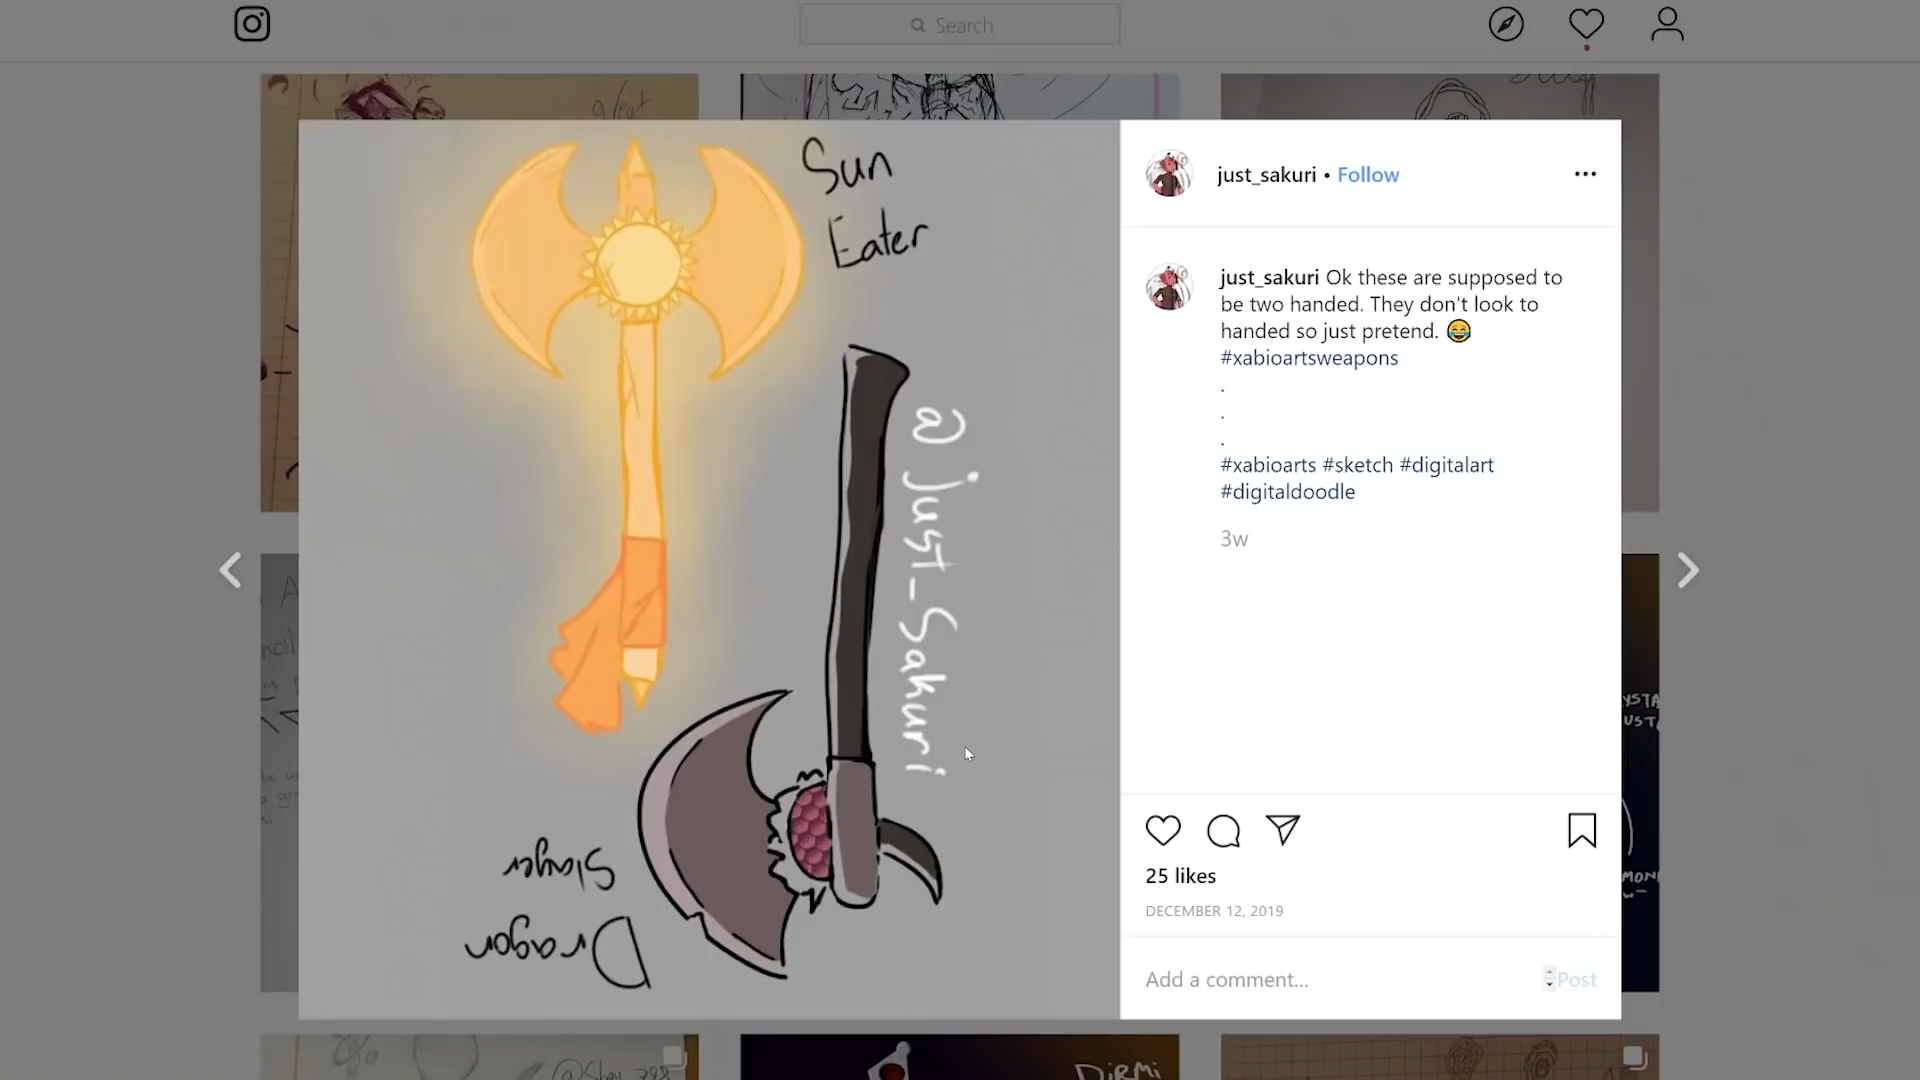 Search
great
Sun
Eater
@just_Sakuri
Dragon
Slayer
just_sakuri • Follow
•••
just_sakuri Ok these are supposed to
be two handed. They don't look to
handed so just pretend. 😂
#xabioartsweapons
.
.
.
#xabioarts #sketch #digitalart
#digitaldoodle
3w
25 likes
DECEMBER 12, 2019
Add a comment...
Post
DiRMi